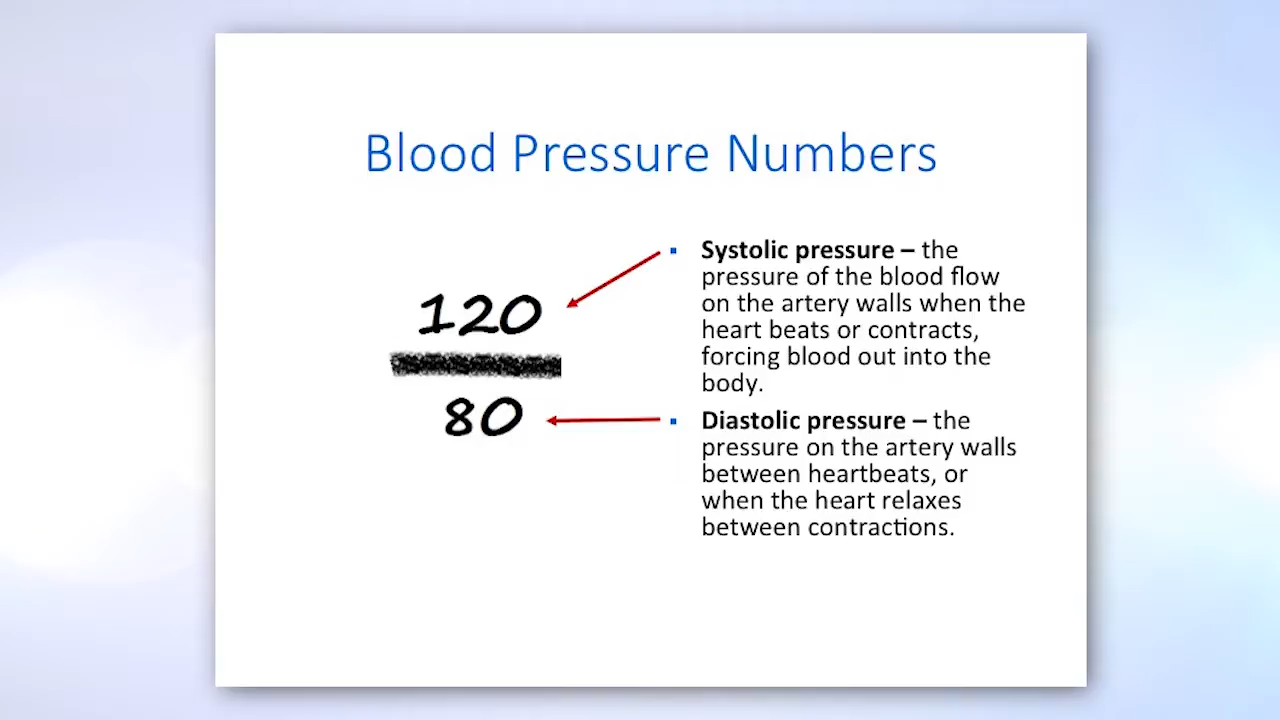 Blood Pressure Numbers
120
80
▪ Systolic pressure – the
pressure of the blood flow
on the artery walls when the
heart beats or contracts,
forcing blood out into the
body.
▪ Diastolic pressure – the
pressure on the artery walls
between heartbeats, or
when the heart relaxes
between contractions.